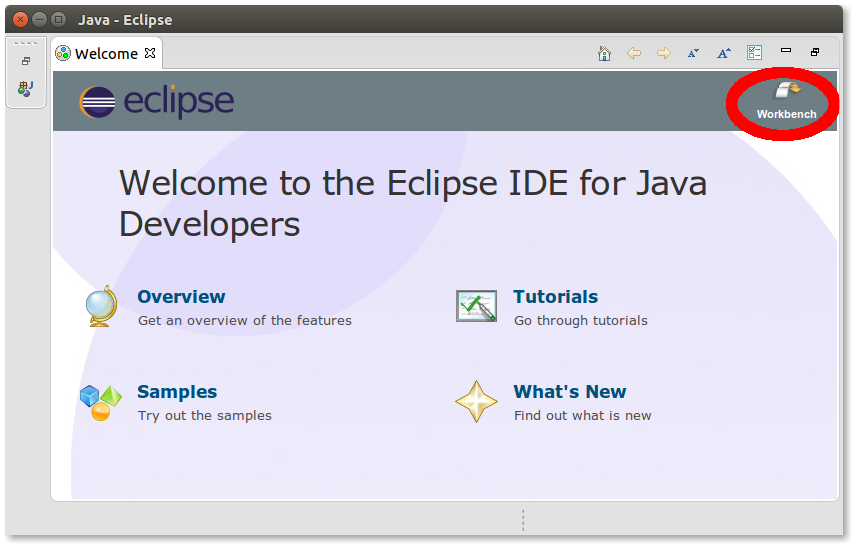 Java - Eclipse
Welcome
eclipse
Workbench
Welcome to the Eclipse IDE for Java
Developers
Overview
Get an overview of the features
Tutorials
Go through tutorials
Samples
Try out the samples
What's New
Find out what is new